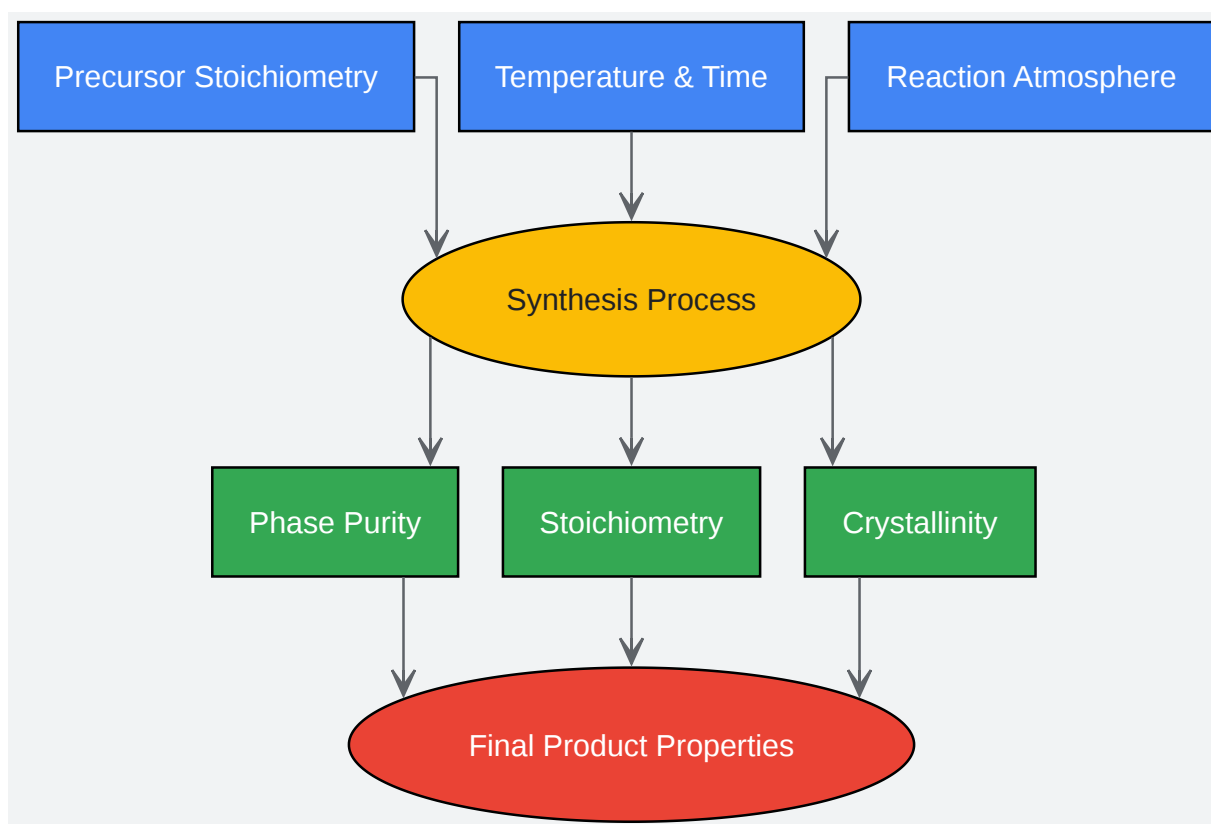 Precursor Stoichiometry
Temperature & Time
Reaction Atmosphere
Synthesis Process
Phase Purity
Stoichiometry
Crystallinity
Final Product Properties